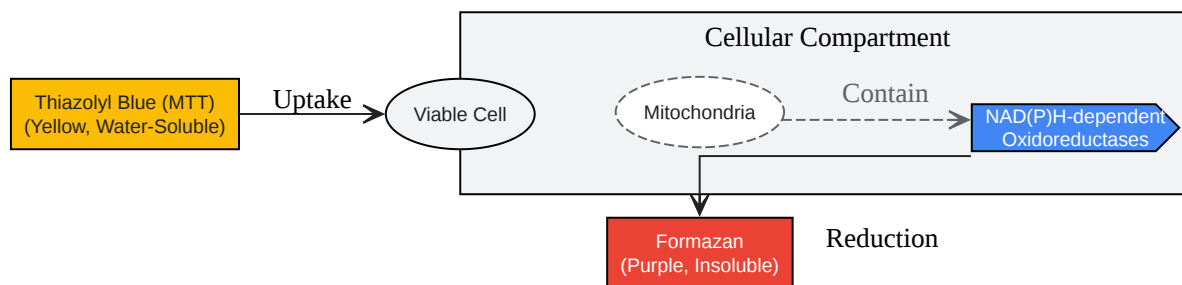 Cellular Compartment
Thiazolyl Blue (MTT)
(Yellow, Water-Soluble)
Uptake
Viable Cell
Mitochondria
Contain
NAD(P)H-dependent
Oxidoreductases
Formazan
(Purple, Insoluble)
Reduction